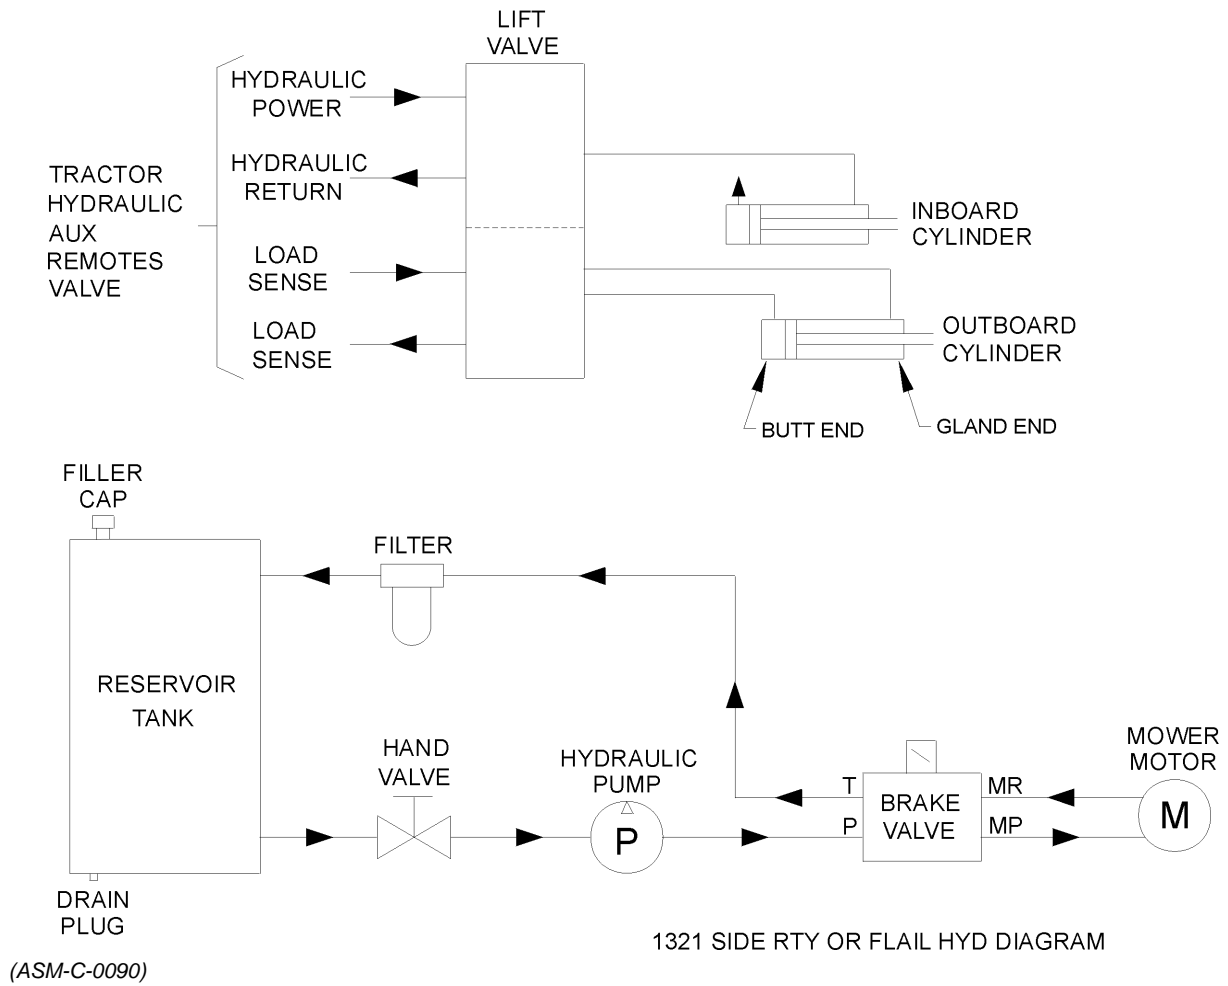 LIFT
VALVE
HYDRAULIC
POWER
HYDRAULIC
RETURN
TRACTOR
HYDRAULIC
AUX
REMOTES
VALVE
LOAD
SENSE
LOAD
SENSE
INBOARD
CYLINDER
OUTBOARD
CYLINDER
BUTT END
GLAND END
FILLER
CAP
FILTER
RESERVOIR
TANK
HAND
VALVE
HYDRAULIC
PUMP
P
T
P
BRAKE
VALVE
MR
MP
MOWER
MOTOR
M
DRAIN
PLUG
1321 SIDE RTY OR FLAIL HYD DIAGRAM
(ASM-C-0090)